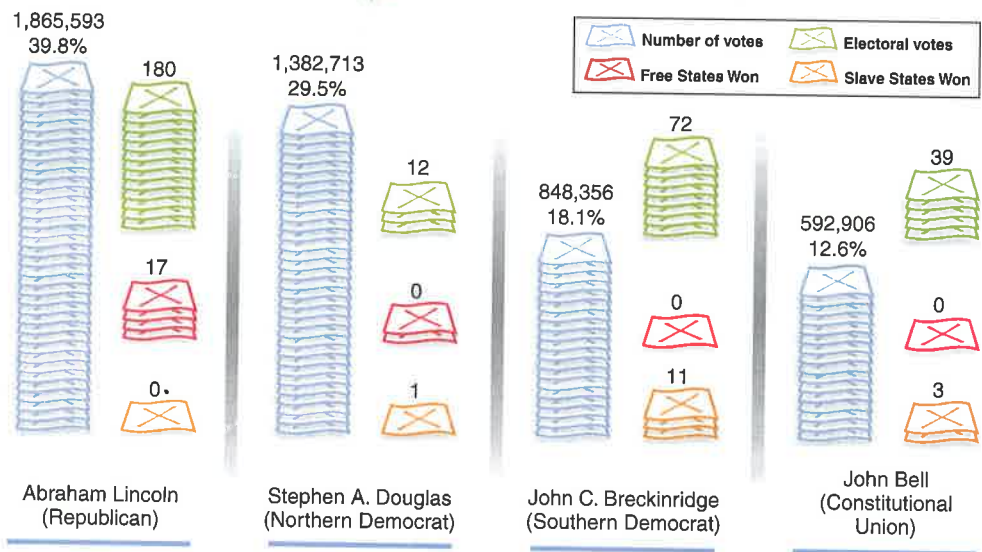 1,865,593
39.8%
180
17
0.
Abraham Lincoln
(Republican)
1,382,713
29.5%
12
0
1
Stephen A. Douglas
(Northern Democrat)
848,356
18.1%
72
0
11
John C. Breckinridge
(Southern Democrat)
592,906
12.6%
39
0
3
John Bell
(Constitutional
Union)
Number of votes
Electoral votes
Free States Won
Slave States Won